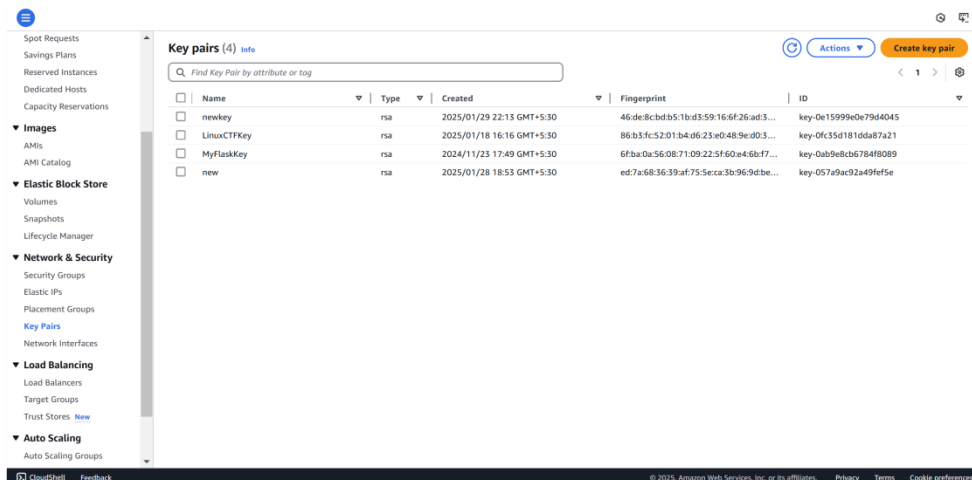 Spot Requests
Savings Plans
Reserved Instances
Dedicated Hosts
Capacity Reservations
Images
AMIs
AMI Catalog
Elastic Block Store
Volumes
Snapshots
Lifecycle Manager
Network & Security
Security Groups
Elastic IPs
Placement Groups
Key Pairs
Network Interfaces
Load Balancing
Load Balancers
Target Groups
Trust Stores New
Auto Scaling
Auto Scaling Groups
Key pairs (4) Info
Actions
Create key pair
Find Key Pair by attribute or tag
1
Name Type Created Fingerprint ID
newkey rsa 2025/01/29 22:13 GMT+5:30 46:de:8c:bd:b5:1b:d3:59:16:6f:26:ad:3... key-0e15999e0e79d4045
LinuxCTFKey rsa 2025/01/18 16:16 GMT+5:30 86:b3:fc:52:01:b4:d6:23:e0:48:9e:d0:3... key-0fc35d181dda87a21
MyFlaskKey rsa 2024/11/23 17:49 GMT+5:30 6f:ba:0a:56:08:71:09:22:5f:60:e4:6b:f7... key-0ab9e8cb6784f8089
new rsa 2025/01/28 18:53 GMT+5:30 ed:7a:68:36:39:af:75:5e:ca:3b:96:9d:be... key-057a9ac92a49fef5e
CloudShell Feedback © 2025, Amazon Web Services, Inc. or its affiliates. Privacy Terms Cookie preferences